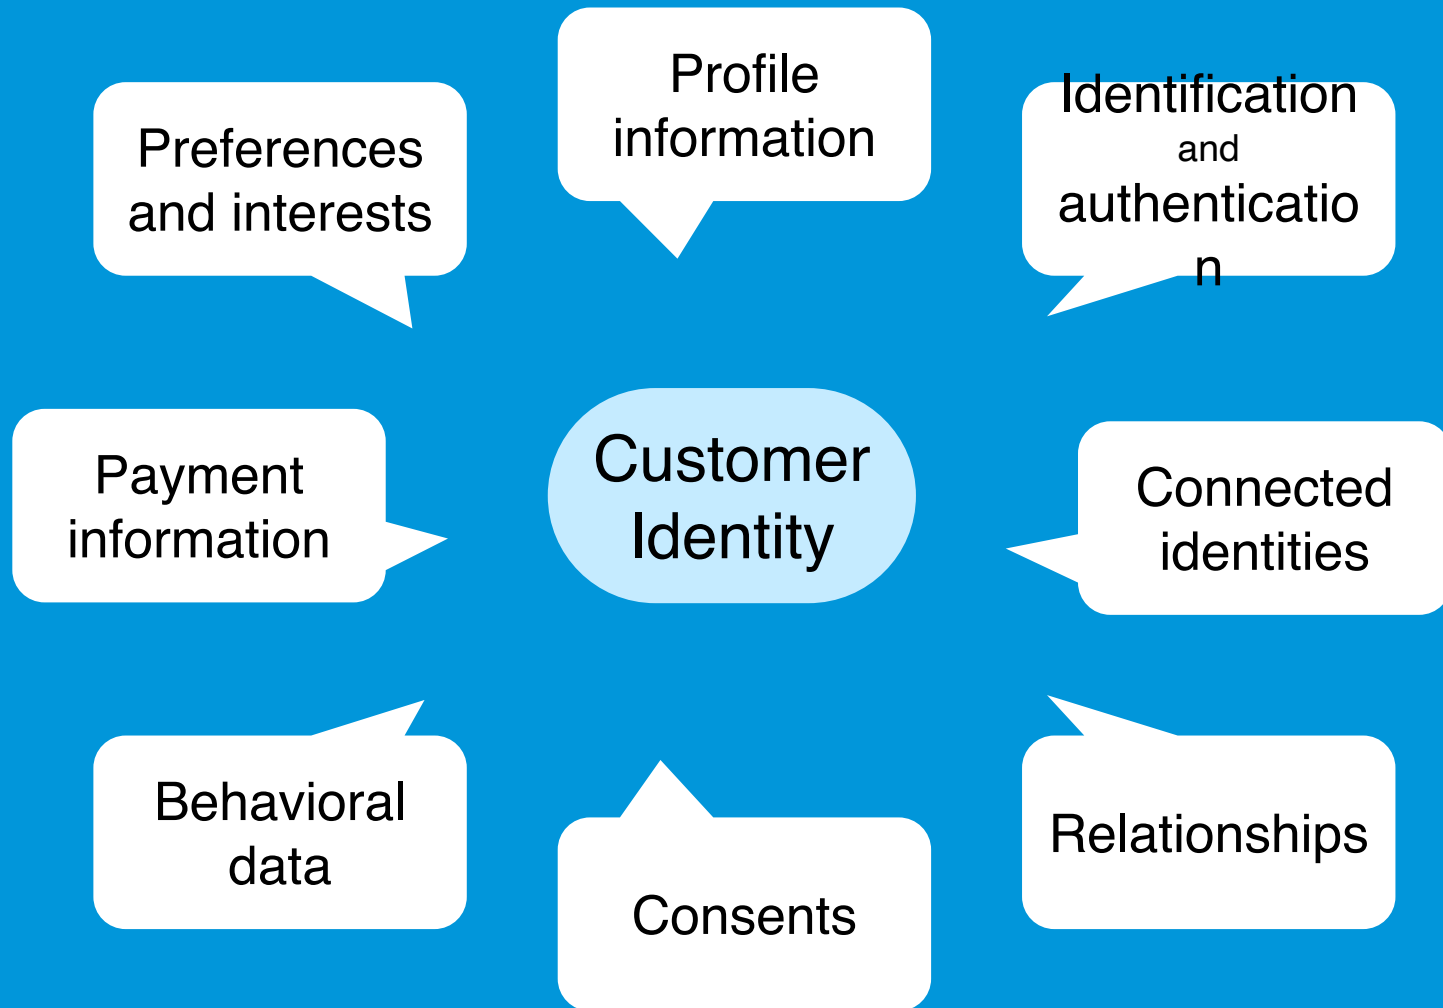 Profile
information
Identification
and
authenticatio
n
Preferences
and interests
Customer
Identity
Payment
information
Connected
identities
Behavioral
data
Relationships
Consents